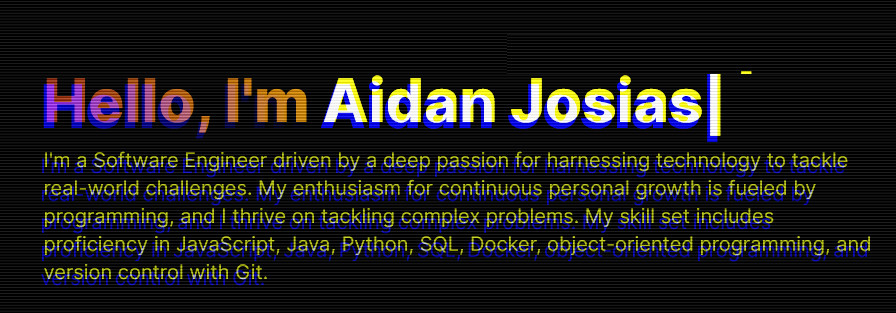 Hello, I'm Aidan Josias|
I'm a Software Engineer driven by a deep passion for harnessing technology to tackle
real-world challenges. My enthusiasm for continuous personal growth is fueled by
programming, and I thrive on tackling complex problems. My skill set includes
proficiency in JavaScript, Java, Python, SQL, Docker, object-oriented programming, and
version control with Git.